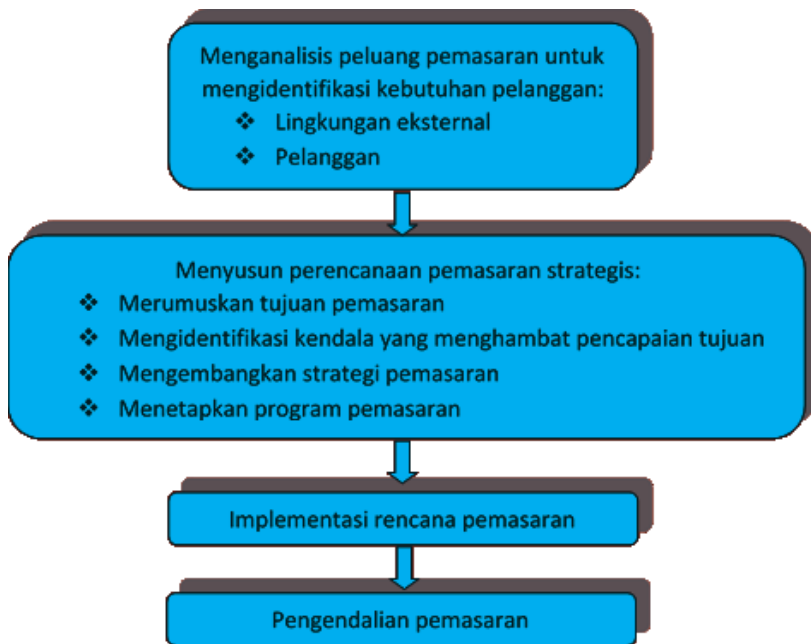 Menganalisis peluang pemasaran untuk
mengidentifikasi kebutuhan pelanggan:
❖ Lingkungan eksternal
❖ Pelanggan
Menyusun perencanaan pemasaran strategis:
❖ Merumuskan tujuan pemasaran
❖ Mengidentifikasi kendala yang menghambat pencapaian tujuan
❖ Mengembangkan strategi pemasaran
❖ Menetapkan program pemasaran
Implementasi rencana pemasaran
Pengendalian pemasaran